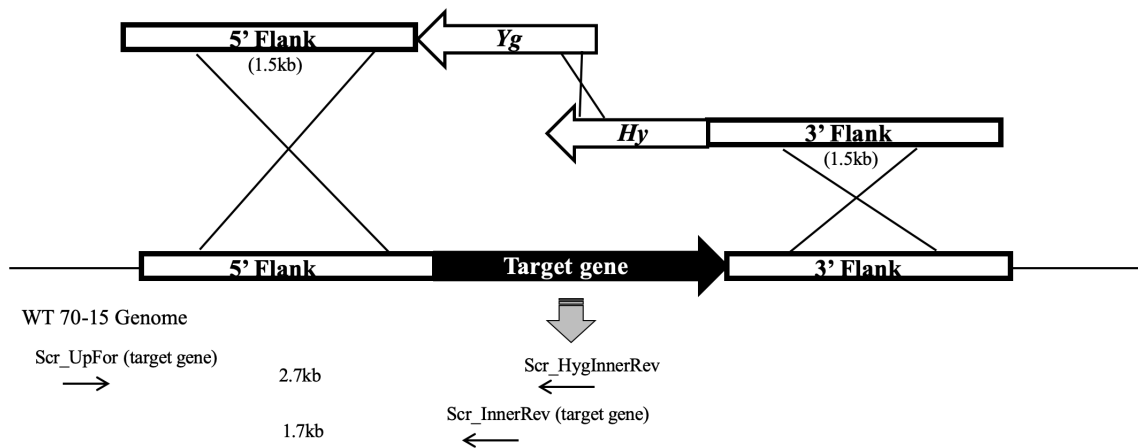 5’ Flank
(1.5kb)
Yg
Hy
3’ Flank
(1.5kb)
5’ Flank
Target gene
3’ Flank
WT 70-15 Genome
Scr_UpFor (target gene)
2.7kb
Scr_HygInnerRev
1.7kb
Scr_InnerRev (target gene)